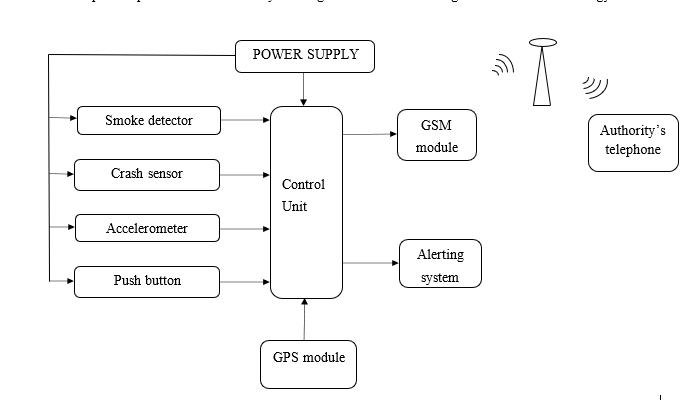 POWER SUPPLY
Smoke detector
Crash sensor
Accelerometer
Push button
Control
Unit
GPS module
GSM
module
Alerting
system
Authority's
telephone